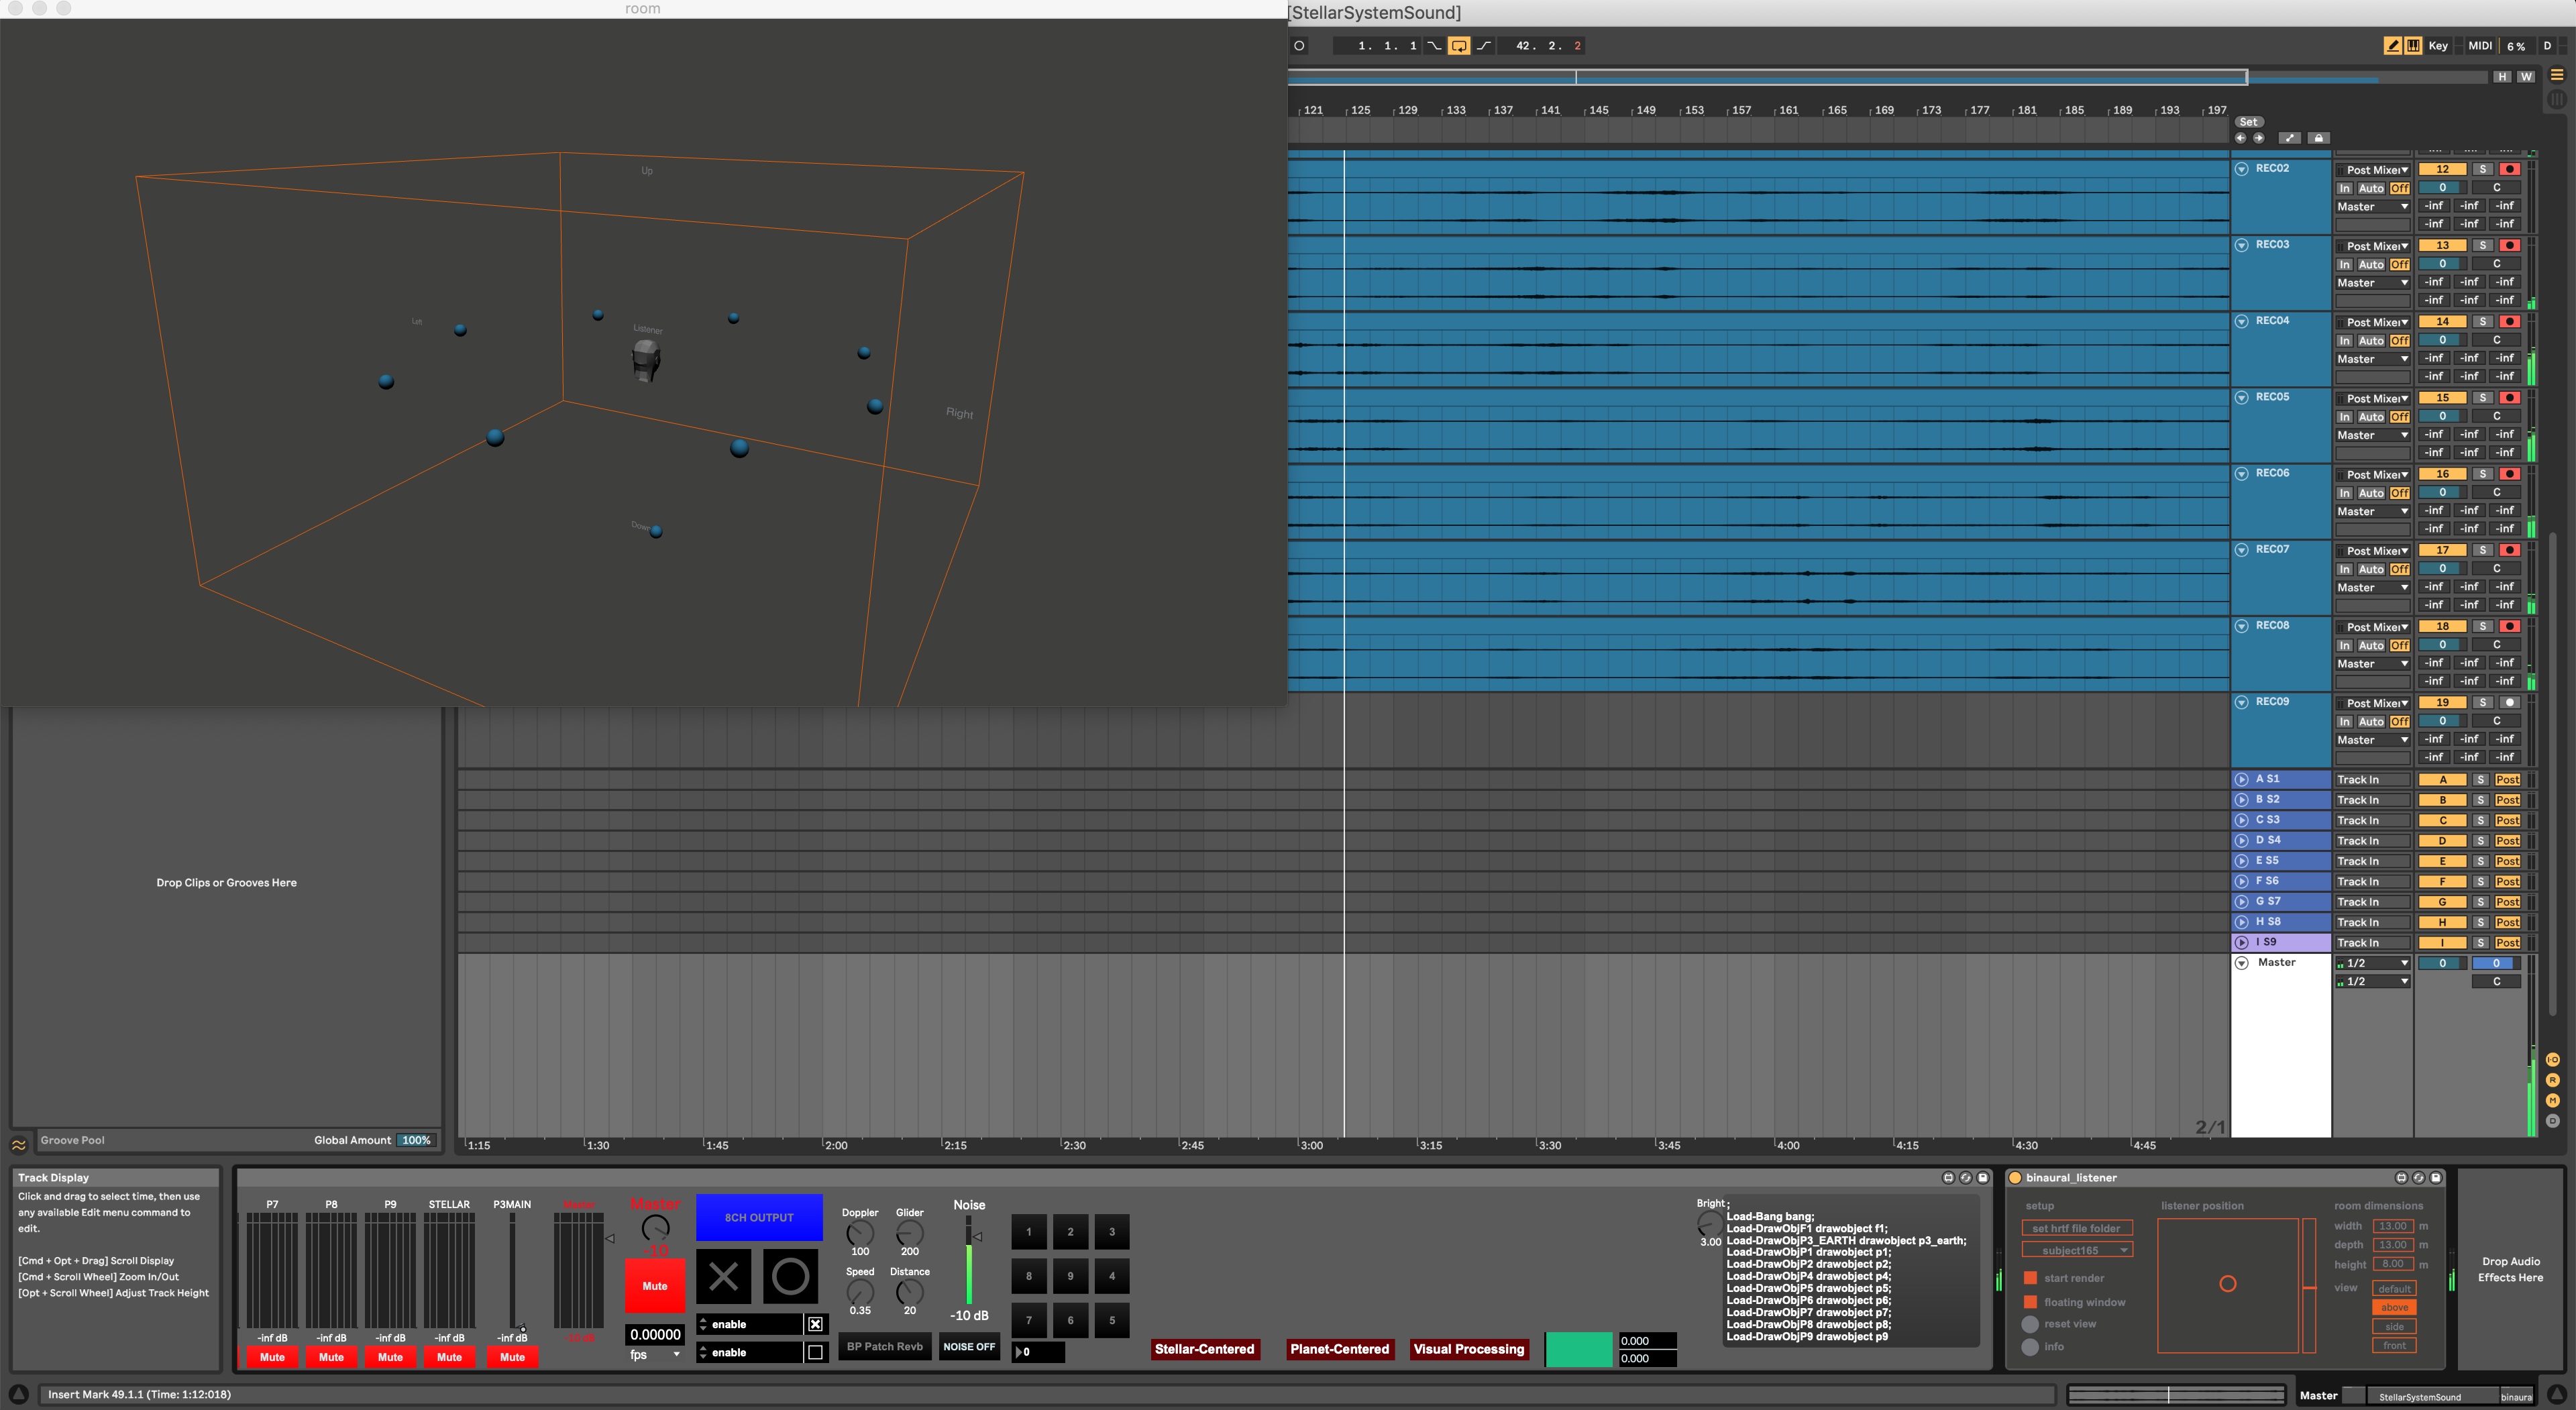 room
[StellarSystemSound]
1. 1. 1
42. 2. 2
Key
MIDI
6 %
D
H
W
121 125 129 133 137 141 145 149 153 157 161 165 169 173 177 181 185 189 193 197
Set
Up
Left
Listener
Right
Down
REC02 Post Mixer 12 S
In Auto Off 0 C
Master -inf -inf -inf
-inf -inf -inf
REC03 Post Mixer 13 S
In Auto Off 0 C
Master -inf -inf -inf
-inf -inf -inf
REC04 Post Mixer 14 S
In Auto Off 0 C
Master -inf -inf -inf
-inf -inf -inf
REC05 Post Mixer 15 S
In Auto Off 0 C
Master -inf -inf -inf
-inf -inf -inf
REC06 Post Mixer 16 S
In Auto Off 0 C
Master -inf -inf -inf
-inf -inf -inf
REC07 Post Mixer 17 S
In Auto Off 0 C
Master -inf -inf -inf
-inf -inf -inf
REC08 Post Mixer 18 S
In Auto Off 0 C
Master -inf -inf -inf
-inf -inf -inf
REC09 Post Mixer 19 S
In Auto Off 0 C
Master -inf -inf -inf
-inf -inf -inf
A S1 Track In A S Post
B S2 Track In B S Post
C S3 Track In C S Post
D S4 Track In D S Post
E S5 Track In E S Post
F S6 Track In F S Post
G S7 Track In G S Post
H S8 Track In H S Post
I S9 Track In I S Post
Master 1/2 0 0
1/2 C
Drop Clips or Grooves Here
I·O
R
M
D
2/1
Groove Pool
Global Amount 100%
1:15 1:30 1:45 2:00 2:15 2:30 2:45 3:00 3:15 3:30 3:45 4:00 4:15 4:30 4:45
Track Display
Click and drag to select time, then use
any available Edit menu command to
edit.
[Cmd + Opt + Drag] Scroll Display
[Cmd + Scroll Wheel] Zoom In/Out
[Opt + Scroll Wheel] Adjust Track Height
P7 P8 P9 STELLAR P3MAIN Master
-inf dB -inf dB -inf dB -inf dB -inf dB -10 dB
Mute Mute Mute Mute Mute
Master
-10
Mute
0.00000
fps
8CH OUTPUT
enable
enable
Doppler Glider
100 200
Speed Distance
0.35 20
BP Patch Revb
Noise
-10 dB
NOISE OFF
1 2 3
8 9 4
7 6 5
0
Stellar-Centered
Planet-Centered
Visual Processing
0.000
0.000
Bright
3.00
;
Load-Bang bang;
Load-DrawObjF1 drawobject f1;
Load-DrawObjP3_EARTH drawobject p3_earth;
Load-DrawObjP1 drawobject p1;
Load-DrawObjP2 drawobject p2;
Load-DrawObjP4 drawobject p4;
Load-DrawObjP5 drawobject p5;
Load-DrawObjP6 drawobject p6;
Load-DrawObjP7 drawobject p7;
Load-DrawObjP8 drawobject p8;
Load-DrawObjP9 drawobject p9
binaural_listener
setup
set hrtf file folder
subject165
start render
floating window
reset view
info
listener position
room dimensions
width 13.00 m
depth 13.00 m
height 8.00 m
view default
above
side
front
Drop Audio
Effects Here
Insert Mark 49.1.1 (Time: 1:12:018)
Master
StellarSystemSound
binaura